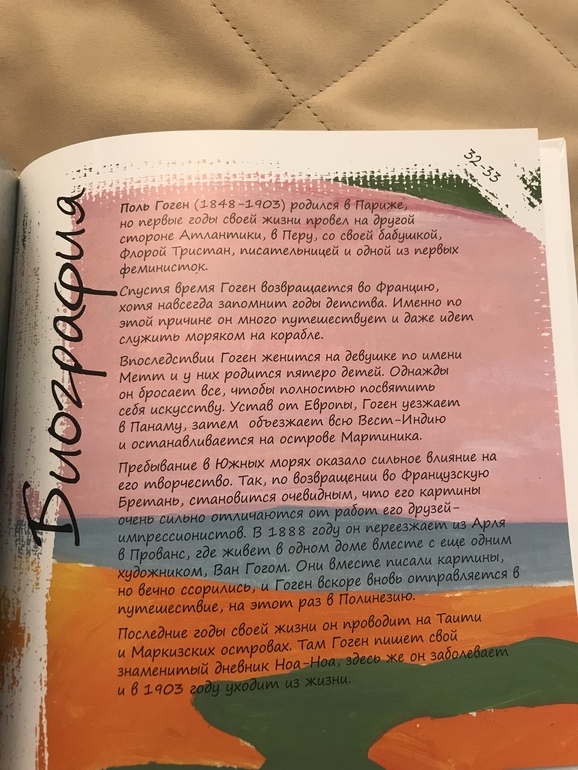 32-33
Биография
Поль Гоген (1848-1903) родился в Париже,
но первые годы своей жизни провел на другой
стороне Атлантики, в Перу, со своей бабушкой,
Флорой Тристан, писательницей и одной из первых
феминисток.
Спустя время Гоген возвращается во Францию,
хотя навсегда запомнит годы детства. Именно по
этой причине он много путешествует и даже идет
служить моряком на корабле.
Впоследствии Гоген женится на девушке по имени
Метт и у них родится пятеро детей. Однажды
он бросает все, чтобы полностью посвятить
себя искусству. Устав от Европы, Гоген уезжает
в Панаму, затем объезжает всю Вест-Индию
и останавливается на острове Мартиника.
Пребывание в Южных морях оказало сильное влияние на
его творчество. Так, по возвращении во Французскую
Бретань, становится очевидным, что его картины
очень сильно отличаются от работ его друзей-
импрессионистов. В 1888 году он переезжает из Арля
в Прованс, где живет в одном доме вместе с еще одним
художником, Ван Гогом. Они вместе писали картины,
но вечно ссорились, и Гоген вскоре вновь отправляется в
путешествие, на этот раз в Полинезию.
Последние годы своей жизни он проводит на Таити
и Маркизских островах. Там Гоген пишет свой
знаменитый дневник Ноа-Ноа, здесь же он заболевает
и в 1903 году уходит из жизни.